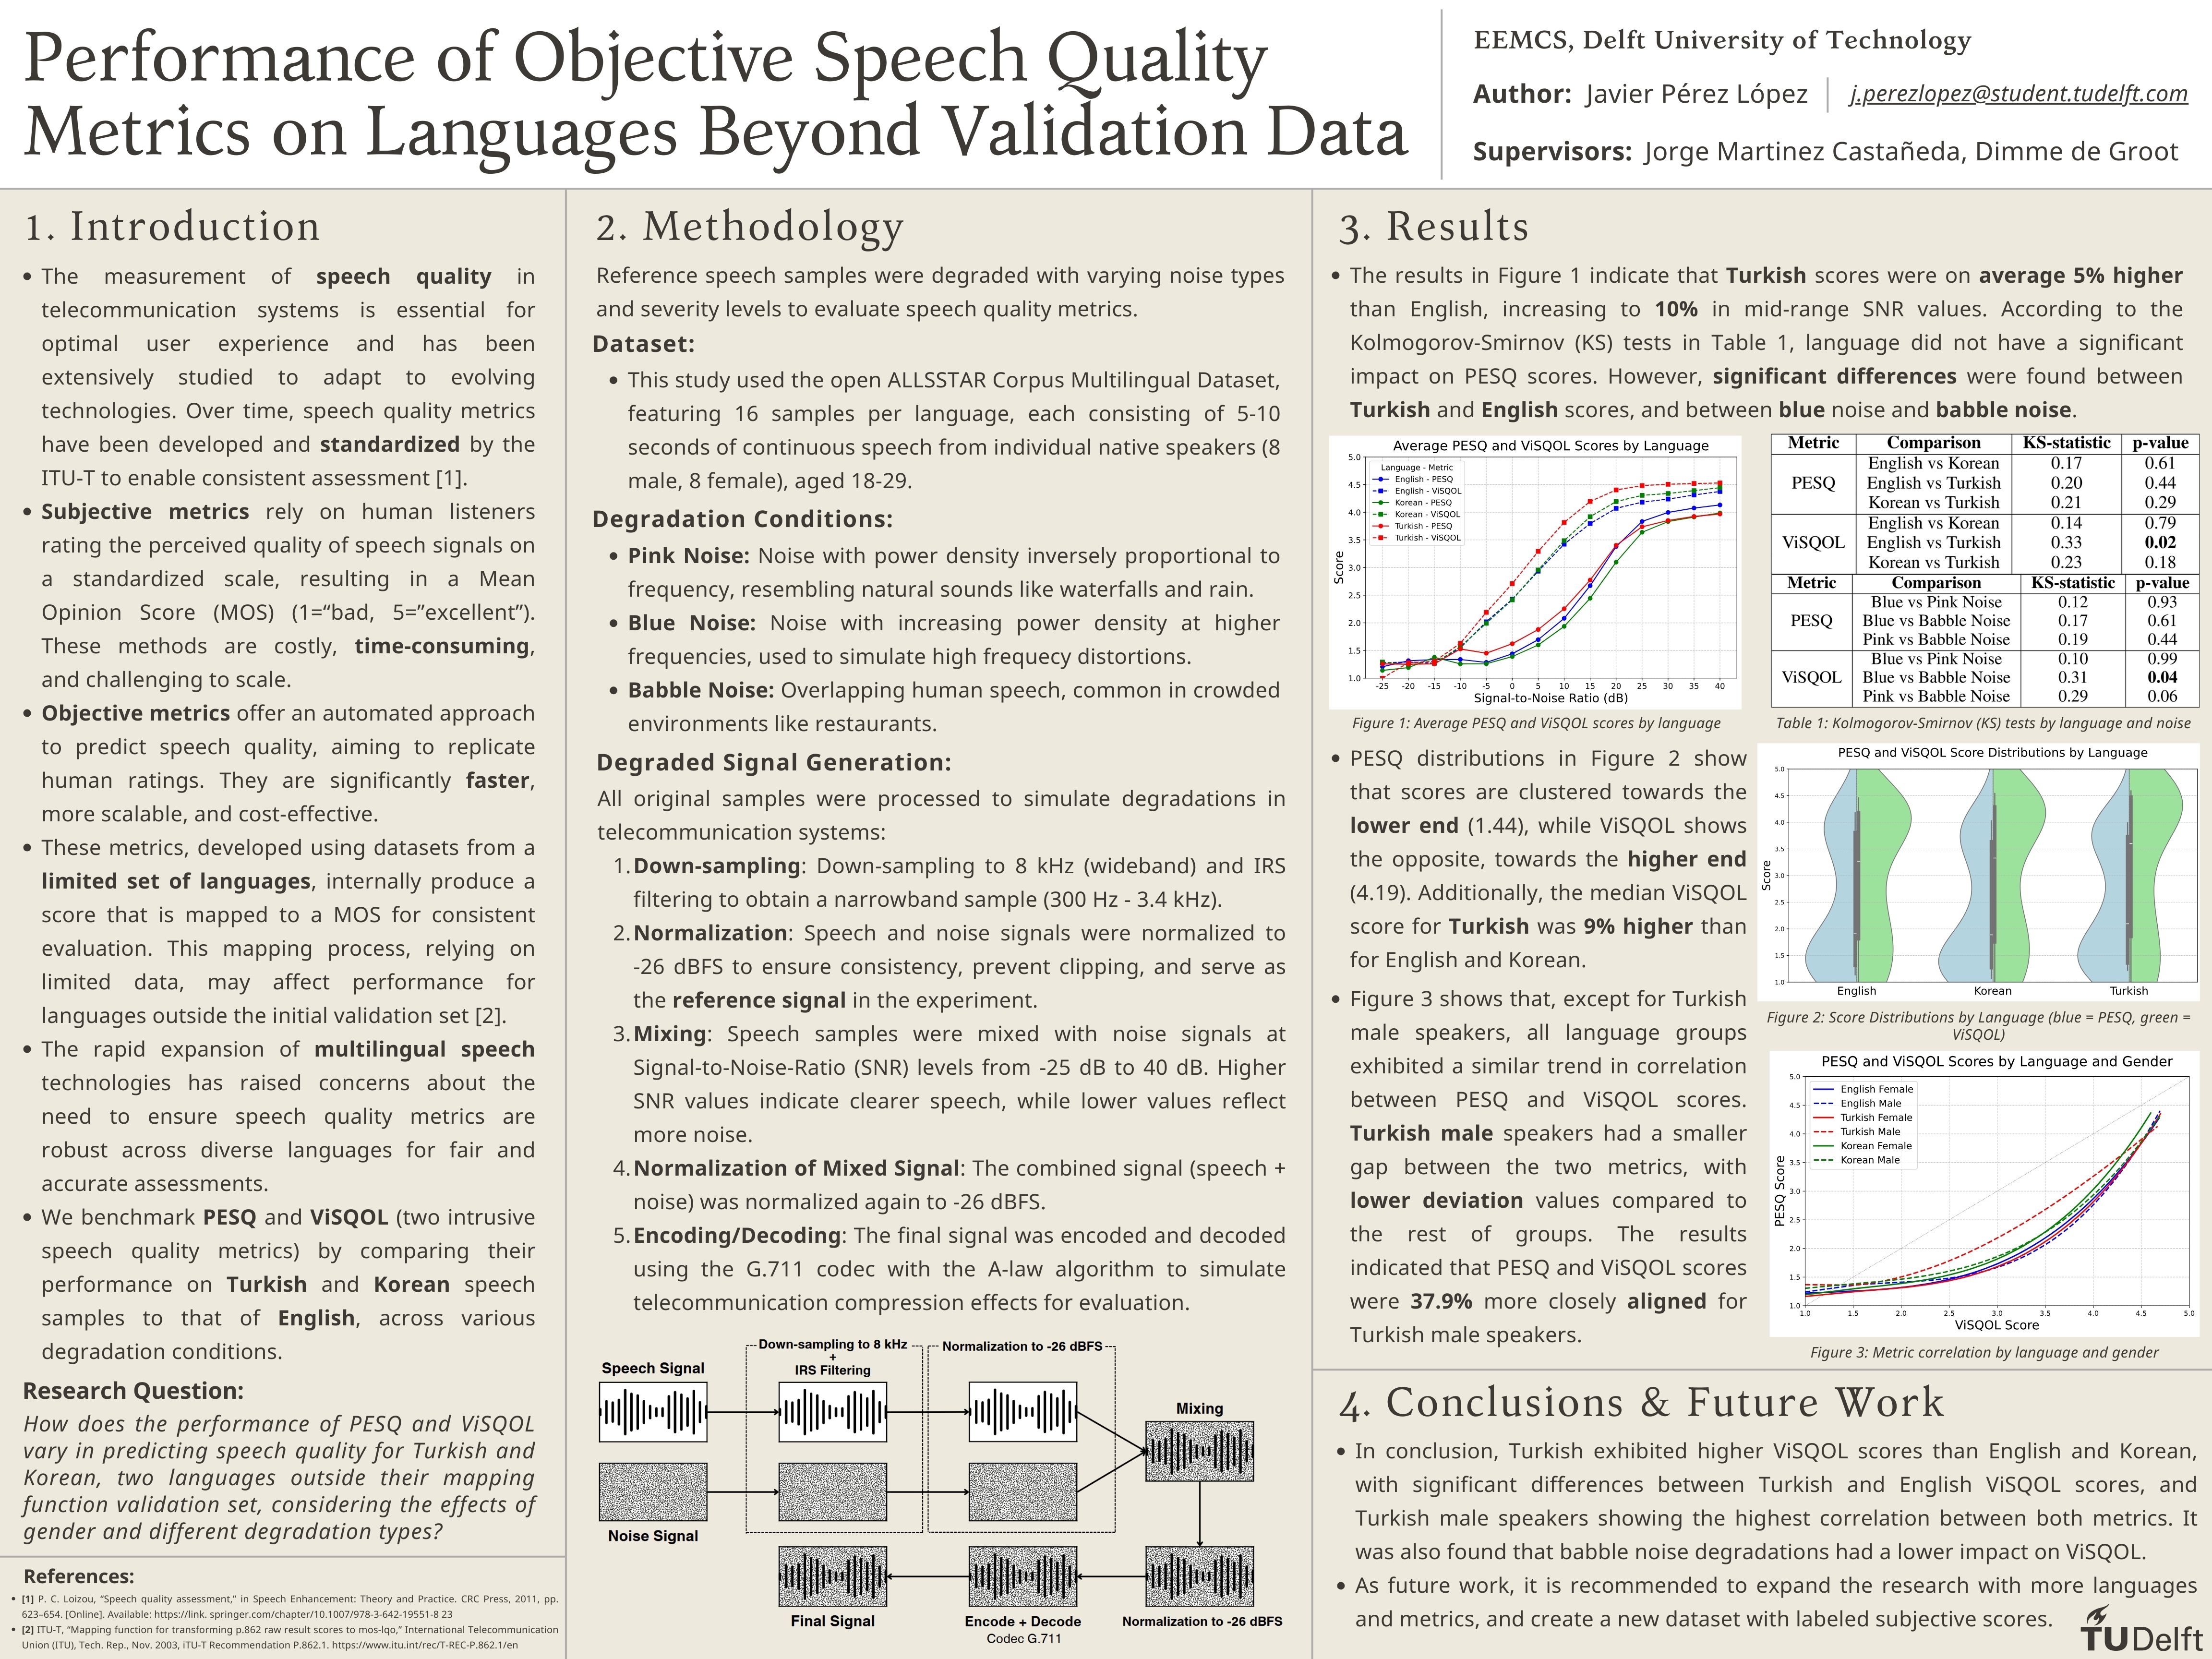 Performance of Objective Speech Quality
Metrics on Languages Beyond Validation Data
EEMCS, Delft University of Technology
Author: Javier Pérez López
j.perezlopez@student.tudelft.com
Supervisors: Jorge Martinez Castañeda, Dimme de Groot
1. Introduction
• The measurement of speech quality in
telecommunication systems is essential for
optimal user experience and has been
extensively studied to adapt to evolving
technologies. Over time, speech quality metrics
have been developed and standardized by the
ITU-T to enable consistent assessment [1].
• Subjective metrics rely on human listeners
rating the perceived quality of speech signals on
a standardized scale, resulting in a Mean
Opinion Score (MOS) (1=“bad, 5=”excellent”).
These methods are costly, time-consuming,
and challenging to scale.
• Objective metrics offer an automated approach
to predict speech quality, aiming to replicate
human ratings. They are significantly faster,
more scalable, and cost-effective.
• These metrics, developed using datasets from a
limited set of languages, internally produce a
score that is mapped to a MOS for consistent
evaluation. This mapping process, relying on
limited data, may affect performance for
languages outside the initial validation set [2].
• The rapid expansion of multilingual speech
technologies has raised concerns about the
need to ensure speech quality metrics are
robust across diverse languages for fair and
accurate assessments.
• We benchmark PESQ and ViSQOL (two intrusive
speech quality metrics) by comparing their
performance on Turkish and Korean speech
samples to that of English, across various
degradation conditions.
Research Question:
How does the performance of PESQ and ViSQOL
vary in predicting speech quality for Turkish and
Korean, two languages outside their mapping
function validation set, considering the effects of
gender and different degradation types?
References:
• [1] P. C. Loizou, “Speech quality assessment,” in Speech Enhancement: Theory and Practice. CRC Press, 2011, pp.
623–654. [Online]. Available: https://link. springer.com/chapter/10.1007/978-3-642-19551-8 23
• [2] ITU-T, “Mapping function for transforming p.862 raw result scores to mos-lqo,” International Telecommunication
Union (ITU), Tech. Rep., Nov. 2003, iTU-T Recommendation P.862.1. https://www.itu.int/rec/T-REC-P.862.1/en
2. Methodology
Reference speech samples were degraded with varying noise types
and severity levels to evaluate speech quality metrics.
Dataset:
• This study used the open ALLSSTAR Corpus Multilingual Dataset,
featuring 16 samples per language, each consisting of 5-10
seconds of continuous speech from individual native speakers (8
male, 8 female), aged 18-29.
Degradation Conditions:
• Pink Noise: Noise with power density inversely proportional to
frequency, resembling natural sounds like waterfalls and rain.
• Blue Noise: Noise with increasing power density at higher
frequencies, used to simulate high frequecy distortions.
• Babble Noise: Overlapping human speech, common in crowded
environments like restaurants.
Degraded Signal Generation:
All original samples were processed to simulate degradations in
telecommunication systems:
1. Down-sampling: Down-sampling to 8 kHz (wideband) and IRS
filtering to obtain a narrowband sample (300 Hz - 3.4 kHz).
2. Normalization: Speech and noise signals were normalized to
-26 dBFS to ensure consistency, prevent clipping, and serve as
the reference signal in the experiment.
3. Mixing: Speech samples were mixed with noise signals at
Signal-to-Noise-Ratio (SNR) levels from -25 dB to 40 dB. Higher
SNR values indicate clearer speech, while lower values reflect
more noise.
4. Normalization of Mixed Signal: The combined signal (speech +
noise) was normalized again to -26 dBFS.
5. Encoding/Decoding: The final signal was encoded and decoded
using the G.711 codec with the A-law algorithm to simulate
telecommunication compression effects for evaluation.
Speech Signal
Down-sampling to 8 kHz
+
IRS Filtering
Normalization to -26 dBFS
Mixing
Noise Signal
Final Signal
Encode + Decode
Codec G.711
Normalization to -26 dBFS
3. Results
• The results in Figure 1 indicate that Turkish scores were on average 5% higher
than English, increasing to 10% in mid-range SNR values. According to the
Kolmogorov-Smirnov (KS) tests in Table 1, language did not have a significant
impact on PESQ scores. However, significant differences were found between
Turkish and English scores, and between blue noise and babble noise.
Average PESQ and ViSQOL Scores by Language
Language - Metric
English - PESQ
English - ViSQOL
Korean - PESQ
Korean - ViSQOL
Turkish - PESQ
Turkish - ViSQOL
Score
5.0
4.5
4.0
3.5
3.0
2.5
2.0
1.5
1.0
-25 -20 -15 -10 -5 0 5 10 15 20 25 30 35 40
Signal-to-Noise Ratio (dB)
Figure 1: Average PESQ and ViSQOL scores by language
Metric Comparison KS-statistic p-value
PESQ
English vs Korean 0.17 0.61
English vs Turkish 0.20 0.44
Korean vs Turkish 0.21 0.29
ViSQOL
English vs Korean 0.14 0.79
English vs Turkish 0.33 0.02
Korean vs Turkish 0.23 0.18
Metric Comparison KS-statistic p-value
PESQ
Blue vs Pink Noise 0.12 0.93
Blue vs Babble Noise 0.17 0.61
Pink vs Babble Noise 0.19 0.44
ViSQOL
Blue vs Pink Noise 0.10 0.99
Blue vs Babble Noise 0.31 0.04
Pink vs Babble Noise 0.29 0.06
Table 1: Kolmogorov-Smirnov (KS) tests by language and noise
• PESQ distributions in Figure 2 show
that scores are clustered towards the
lower end (1.44), while ViSQOL shows
the opposite, towards the higher end
(4.19). Additionally, the median ViSQOL
score for Turkish was 9% higher than
for English and Korean.
• Figure 3 shows that, except for Turkish
male speakers, all language groups
exhibited a similar trend in correlation
between PESQ and ViSQOL scores.
Turkish male speakers had a smaller
gap between the two metrics, with
lower deviation values compared to
the rest of groups. The results
indicated that PESQ and ViSQOL scores
were 37.9% more closely aligned for
Turkish male speakers.
PESQ and ViSQOL Score Distributions by Language
Score
5.0
4.5
4.0
3.5
3.0
2.5
2.0
1.5
1.0
English Korean Turkish
Figure 2: Score Distributions by Language (blue = PESQ, green =
ViSQOL)
PESQ and ViSQOL Scores by Language and Gender
English Female
English Male
Turkish Female
Turkish Male
Korean Female
Korean Male
PESQ Score
5.0
4.5
4.0
3.5
3.0
2.5
2.0
1.5
1.0
1.0 1.5 2.0 2.5 3.0 3.5 4.0 4.5 5.0
ViSQOL Score
Figure 3: Metric correlation by language and gender
4. Conclusions & Future Work
• In conclusion, Turkish exhibited higher ViSQOL scores than English and Korean,
with significant differences between Turkish and English ViSQOL scores, and
Turkish male speakers showing the highest correlation between both metrics. It
was also found that babble noise degradations had a lower impact on ViSQOL.
• As future work, it is recommended to expand the research with more languages
and metrics, and create a new dataset with labeled subjective scores.
TUDelft